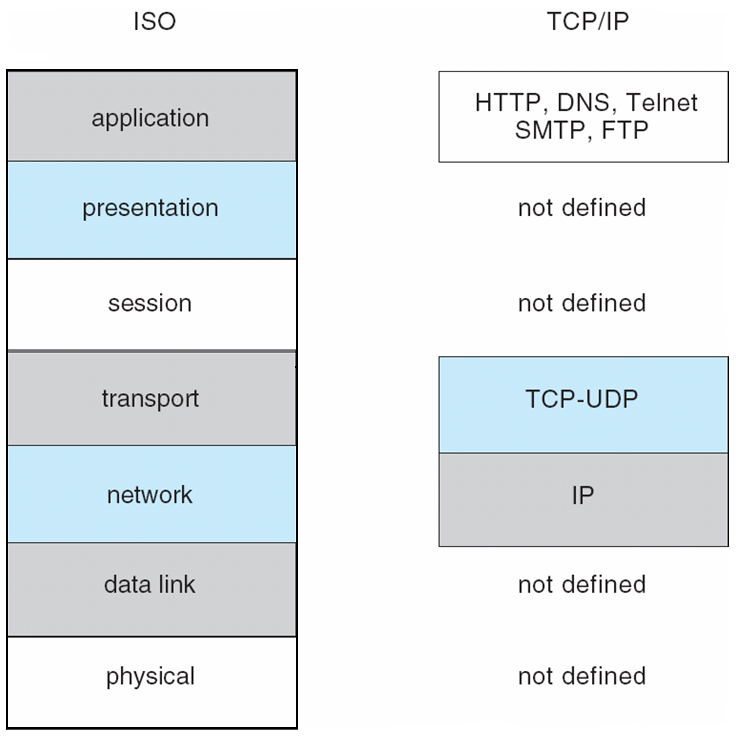 ISO
TCP/IP
application
HTTP, DNS, Telnet
SMTP, FTP
presentation
not defined
session
not defined
transport
TCP-UDP
network
IP
data link
not defined
physical
not defined